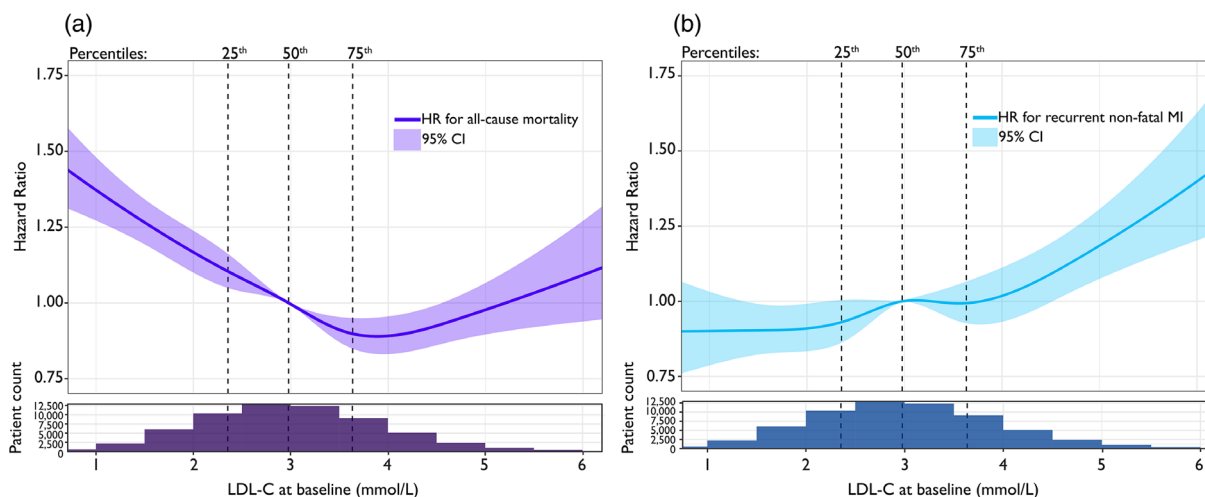 (a)
Percentiles: 25th 50th 75th
1.75
1.50
1.25
1.00
0.75
Hazard Ratio
HR for all-cause mortality
95% CI
Patient count
12,500
10,000
7,500
5,000
2,500
0
1 2 3 4 5 6
LDL-C at baseline (mmol/L)
(b)
Percentiles: 25th 50th 75th
1.75
1.50
1.25
1.00
0.75
Hazard Ratio
HR for recurrent non-fatal MI
95% CI
Patient count
12,500
10,000
7,500
5,000
2,500
0
1 2 3 4 5 6
LDL-C at baseline (mmol/L)